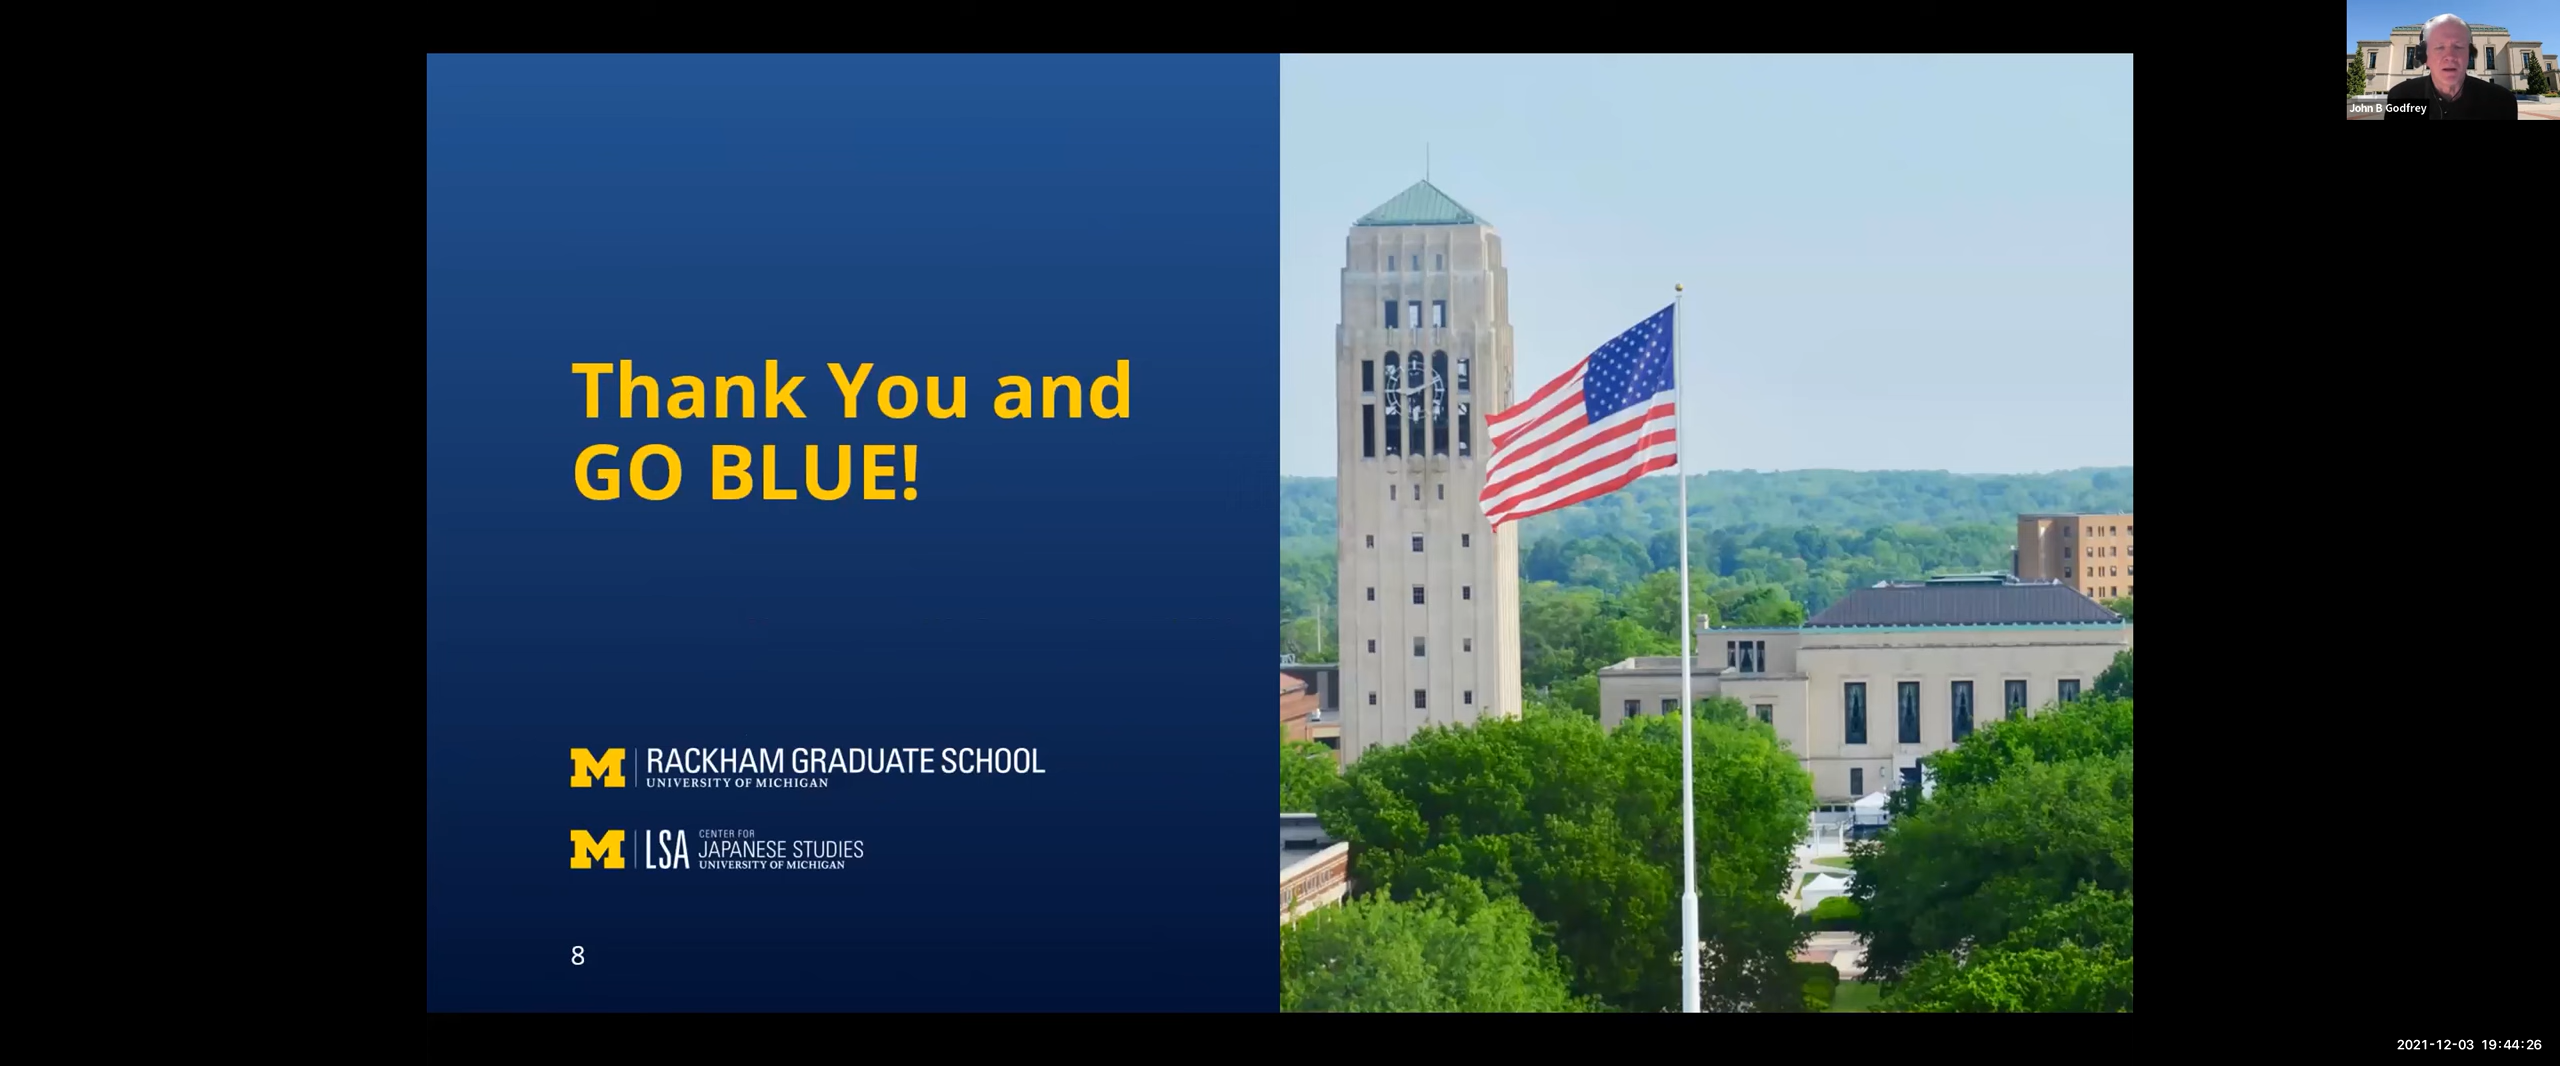 John B Godfrey
Thank You and
GO BLUE!
M RACKHAM GRADUATE SCHOOL
UNIVERSITY OF MICHIGAN
M LSA CENTER FOR
JAPANESE STUDIES
UNIVERSITY OF MICHIGAN
8
2021-12-03 19:44:26